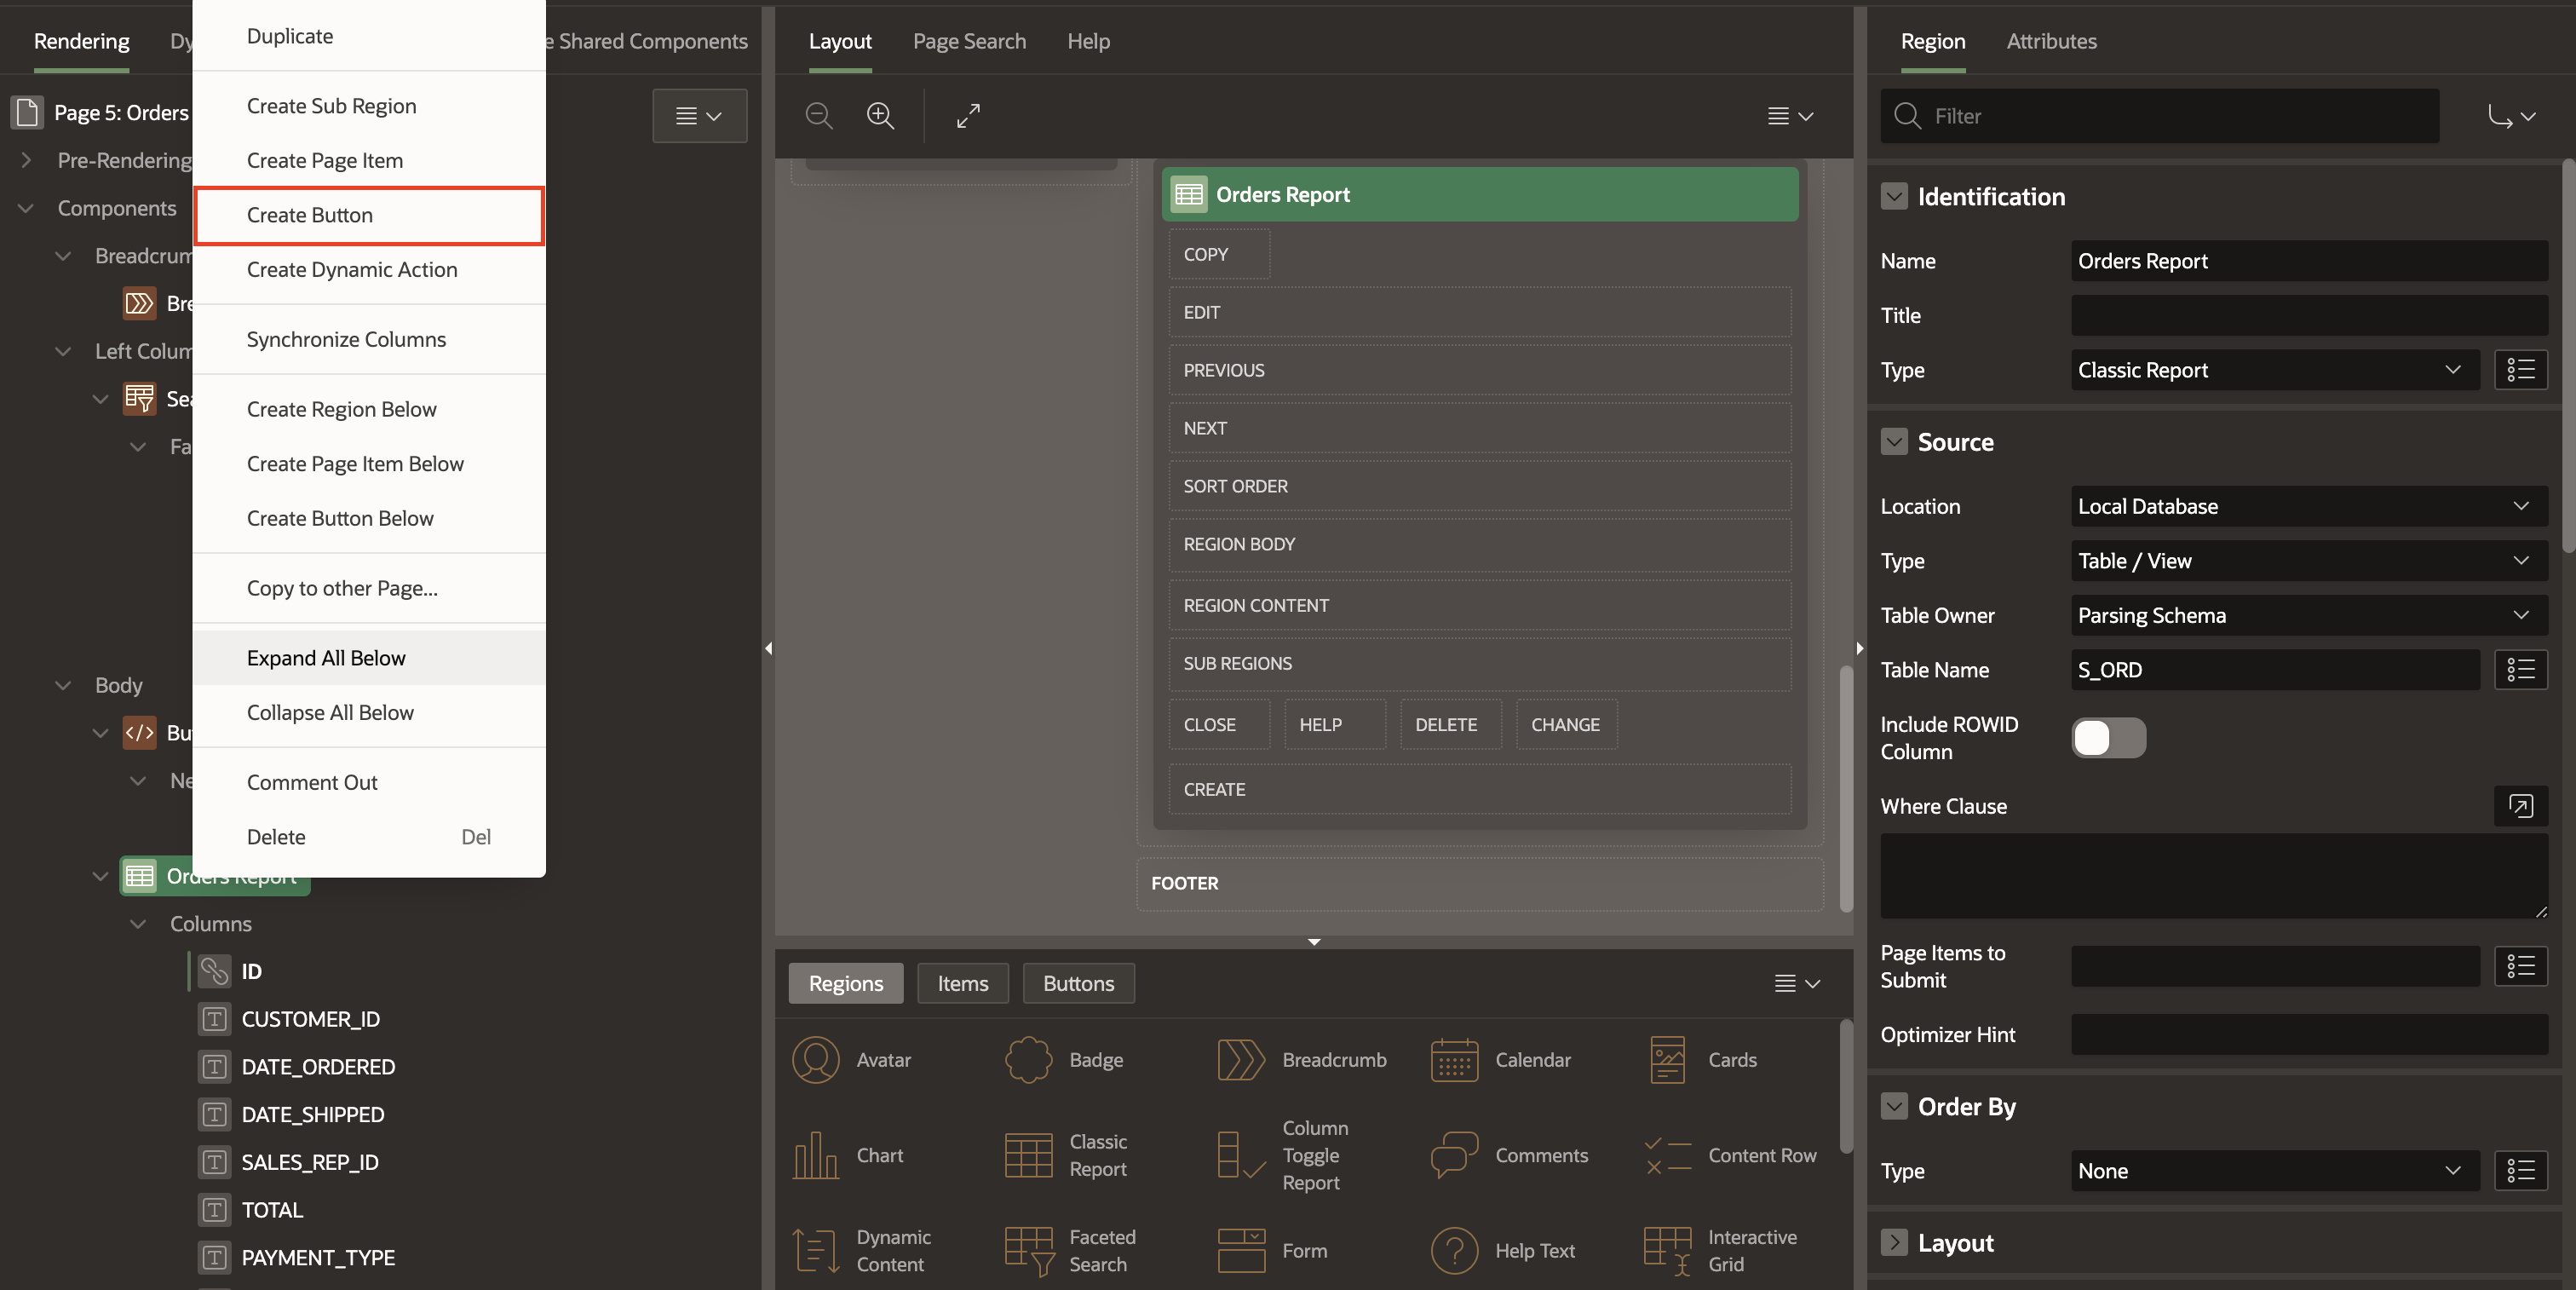 Rendering
Dy
e Shared Components
Page 5: Orders
Pre-Rendering
Components
Breadcrum
Bre
Left Colum
Sea
Fa
Body
Bu
Ne
Orders Report
Columns
ID
CUSTOMER_ID
DATE_ORDERED
DATE_SHIPPED
SALES_REP_ID
TOTAL
PAYMENT_TYPE
Duplicate
Create Sub Region
Create Page Item
Create Button
Create Dynamic Action
Synchronize Columns
Create Region Below
Create Page Item Below
Create Button Below
Copy to other Page...
Expand All Below
Collapse All Below
Comment Out
Delete Del
Layout Page Search Help
Orders Report
COPY
EDIT
PREVIOUS
NEXT
SORT ORDER
REGION BODY
REGION CONTENT
SUB REGIONS
CLOSE HELP DELETE CHANGE
CREATE
FOOTER
Regions Items Buttons
Avatar
Badge
Breadcrumb
Calendar
Cards
Chart
Classic
Report
Column
Toggle
Report
Comments
Content Row
Dynamic
Content
Faceted
Search
Form
Help Text
Interactive
Grid
Region Attributes
Filter
Identification
Name Orders Report
Title
Type Classic Report
Source
Location Local Database
Type Table / View
Table Owner Parsing Schema
Table Name S_ORD
Include ROWID
Column
Where Clause
Page Items to
Submit
Optimizer Hint
Order By
Type None
Layout